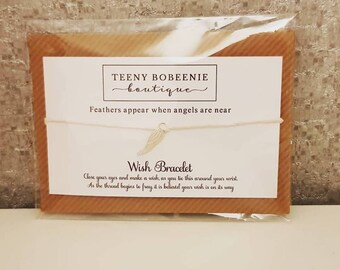 TEENY BOBEENIE
boutique
Feathers appear when angels are near
Wish Bracelet
Close your eyes and make a wish, as you tie this around your wrist.
As the thread begins to fray it is believed your wish is on its way